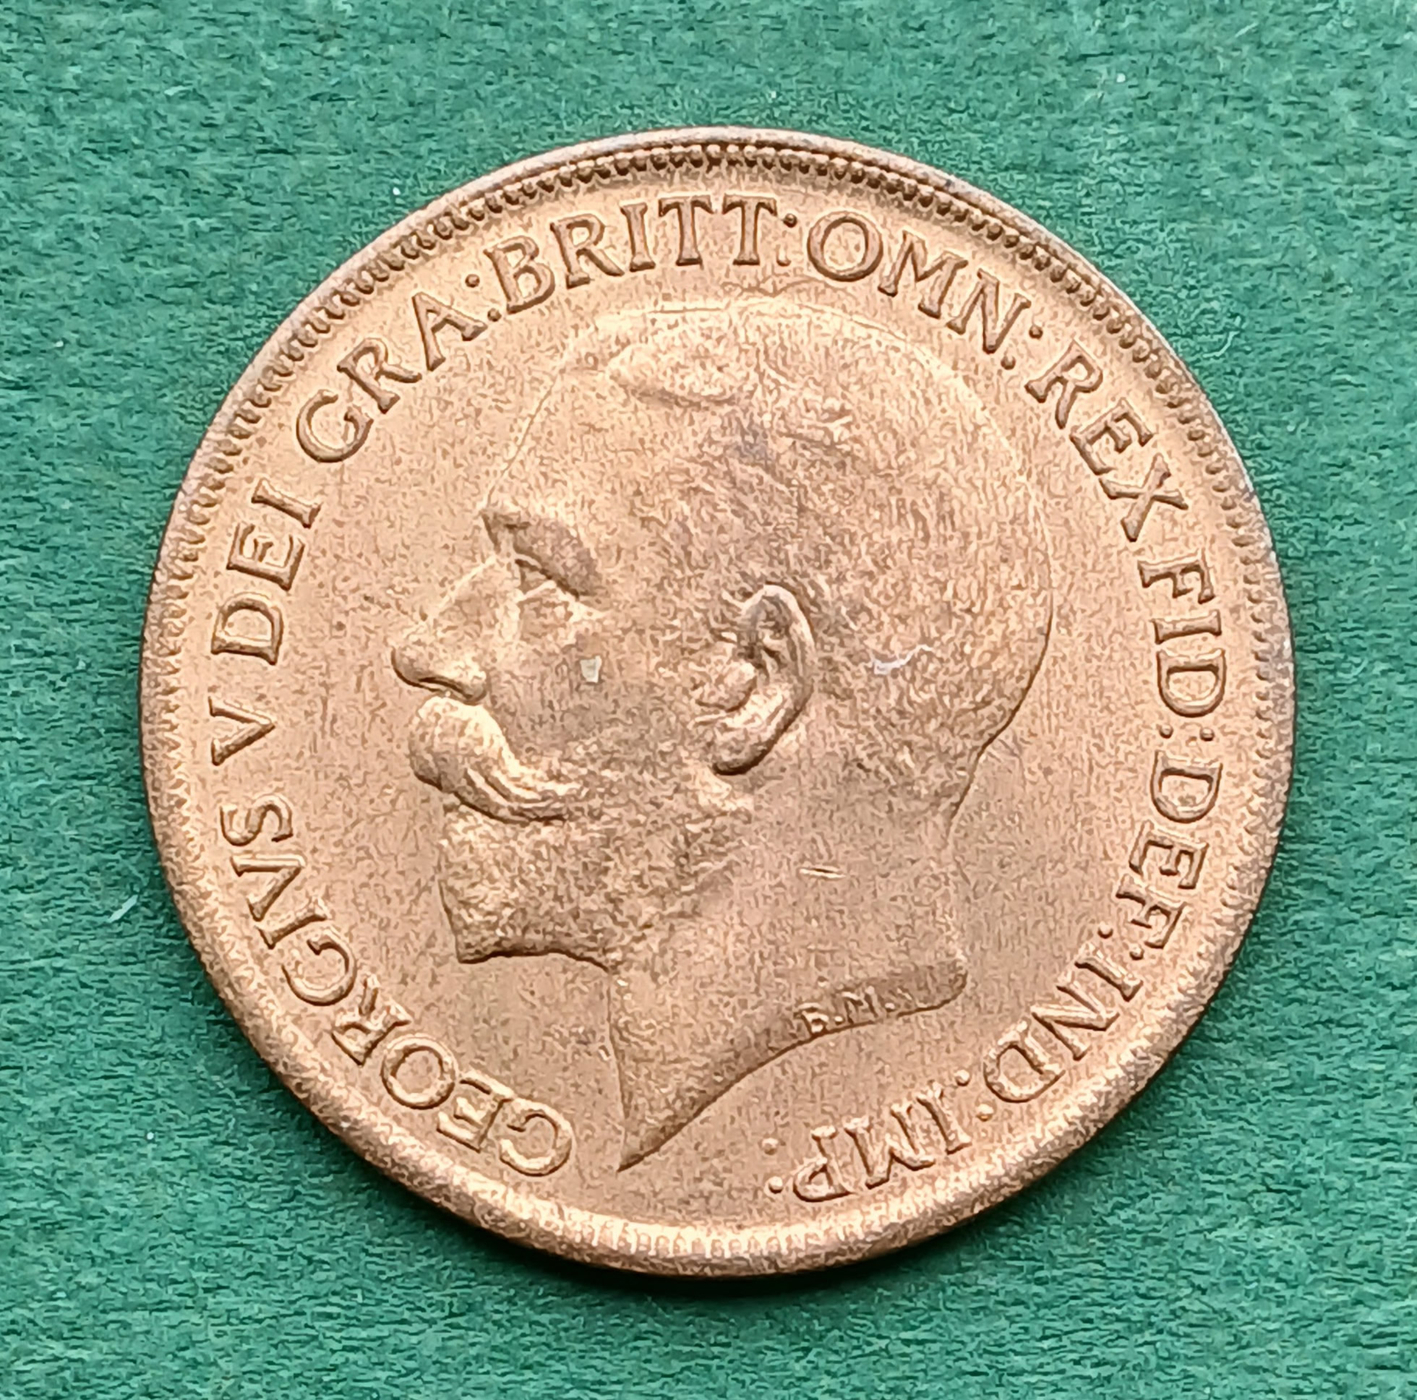 GEORGIVS V DEI GRA:BRITT:OMN:REX FID:DEF:IND:IMP:
B.M.